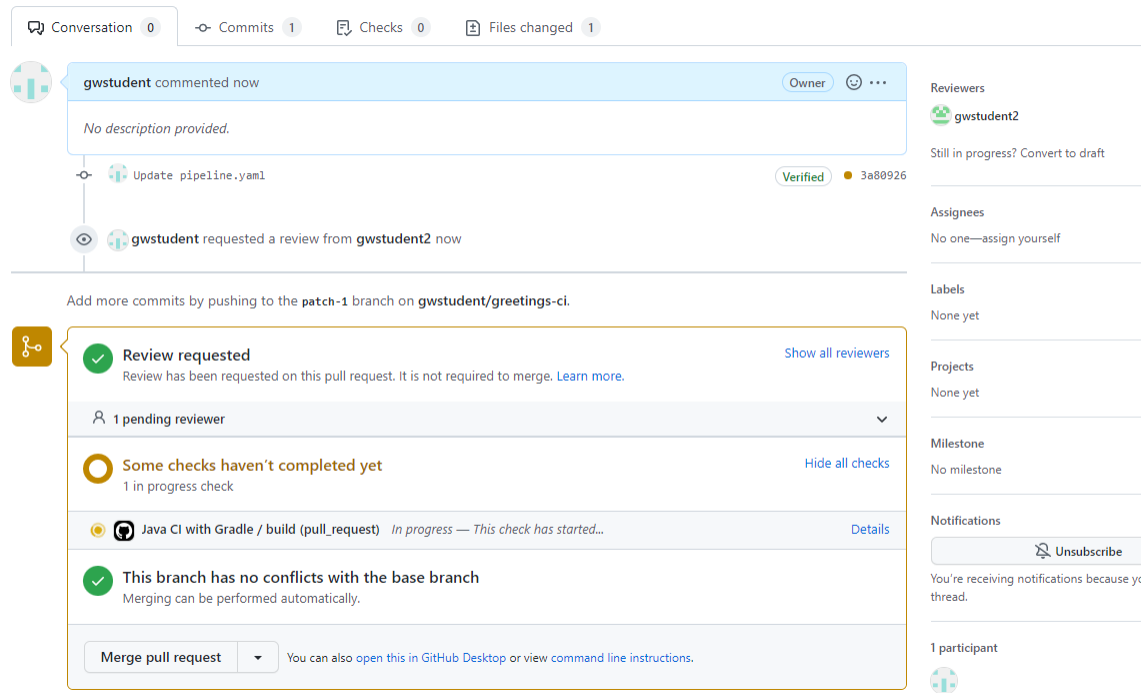 Conversation 0 Commits 1 Checks 0 Files changed 1
gwstudent commented now Owner
No description provided.
Update pipeline.yaml Verified 3a80926
gwstudent requested a review from gwstudent2 now
Add more commits by pushing to the patch-1 branch on gwstudent/greetings-ci.
Review requested Show all reviewers
Review has been requested on this pull request. It is not required to merge. Learn more.
1 pending reviewer
Some checks haven't completed yet Hide all checks
1 in progress check
Java CI with Gradle / build (pull_request) In progress — This check has started... Details
This branch has no conflicts with the base branch
Merging can be performed automatically.
Merge pull request You can also open this in GitHub Desktop or view command line instructions.
Reviewers
gwstudent2
Still in progress? Convert to draft
Assignees
No one—assign yourself
Labels
None yet
Projects
None yet
Milestone
No milestone
Notifications
Unsubscribe
You're receiving notifications because
thread.
1 participant